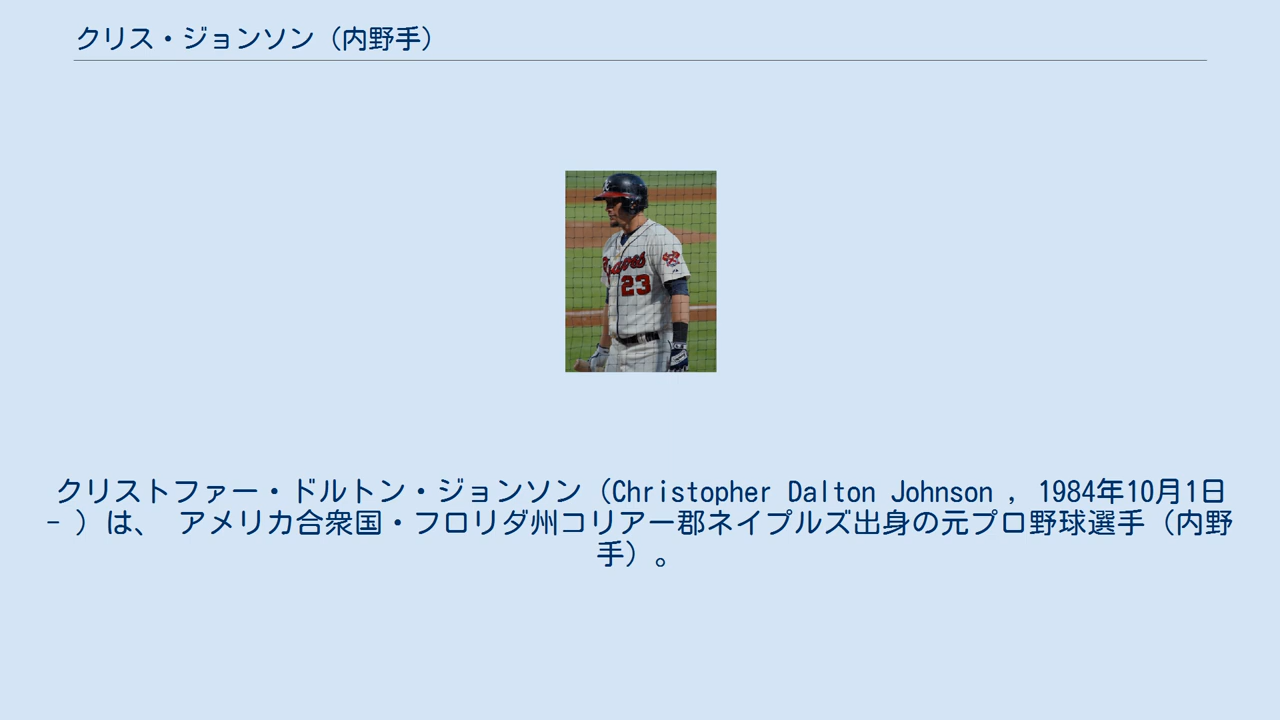 クリス・ジョンソン（内野手）
Braves
23
クリストファー・ドルトン・ジョンソン（Christopher Dalton Johnson , 1984年10月1日
- ）は、 アメリカ合衆国・フロリダ州コリアー郡ネイプルズ出身の元プロ野球選手（内野
手）。